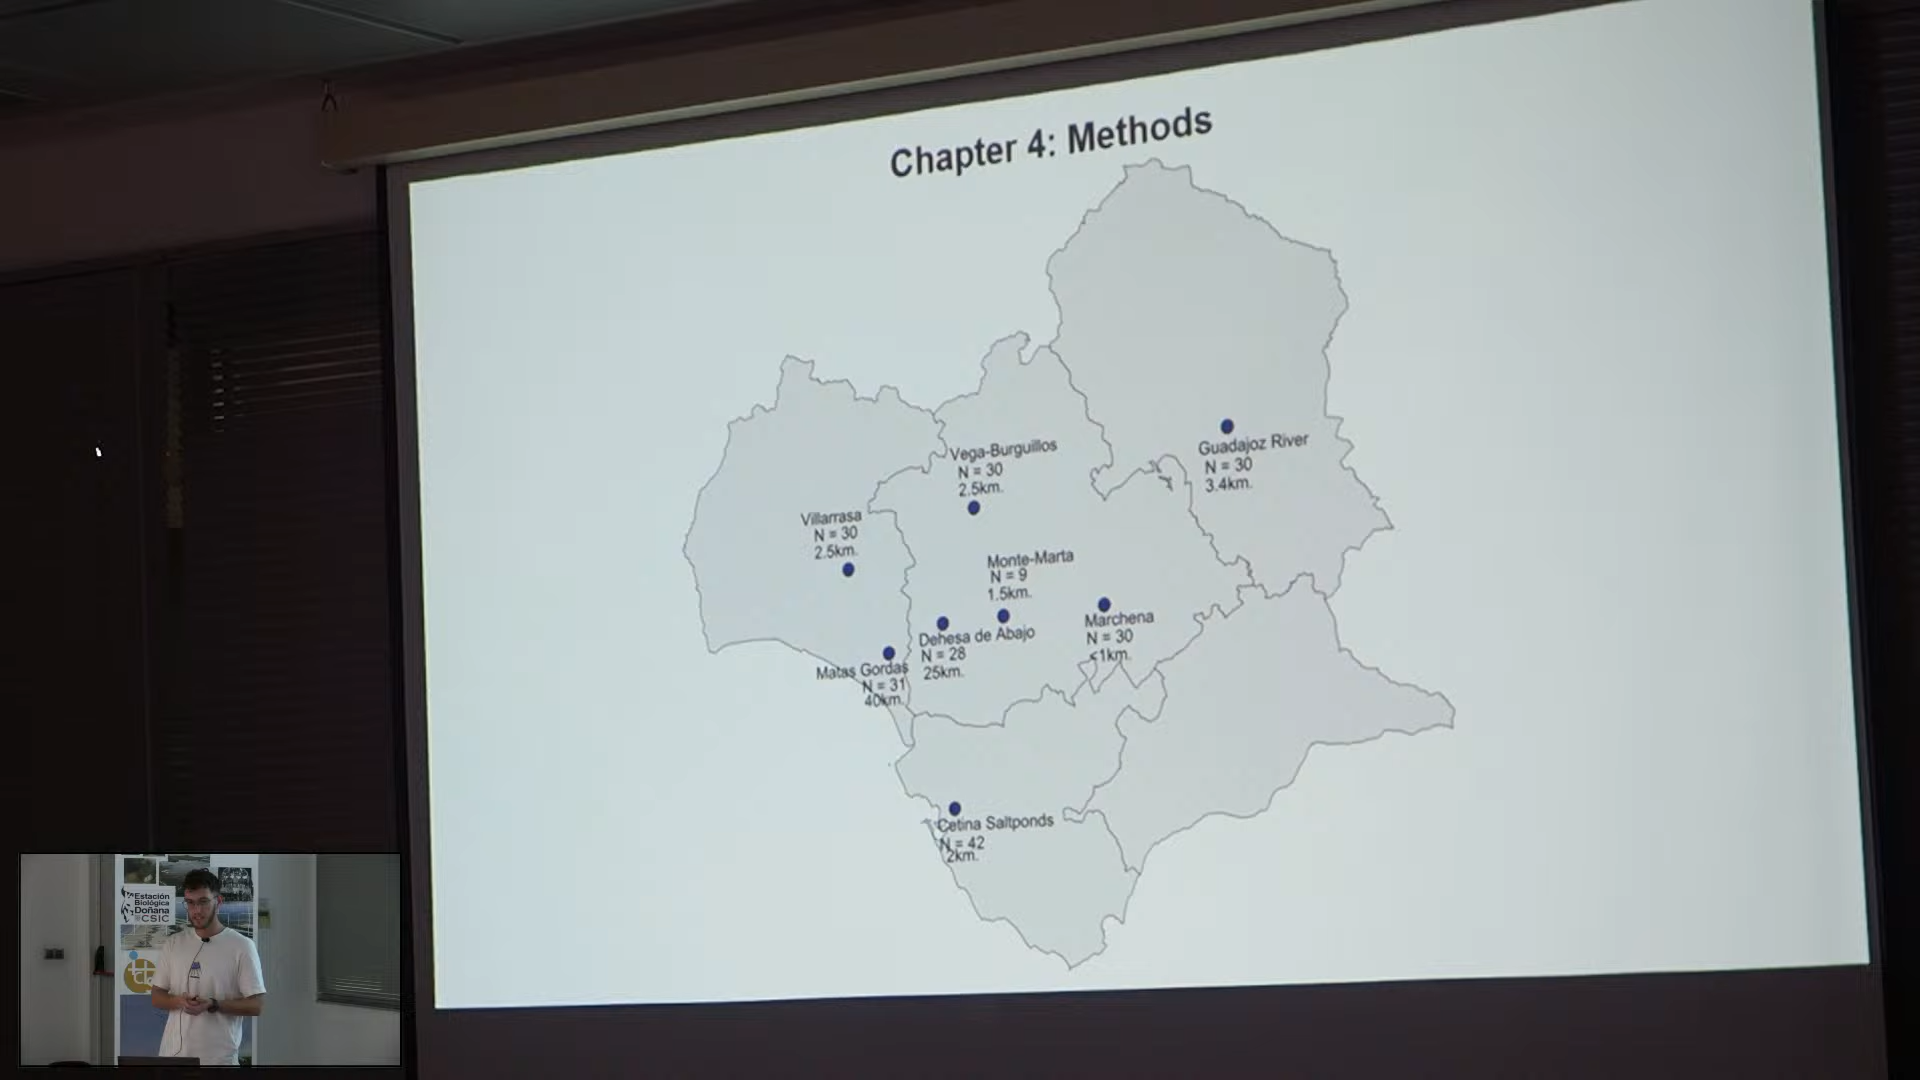 Chapter 4: Methods
Vega-Burguillos
N = 30
2.5km.
Guadajoz River
N = 30
3.4km.
Villarrasa
N = 30
2.5km.
Monte-Marta
N = 9
1.5km.
Dehesa de Abajo
N = 28
25km.
Marchena
N = 30
<1km.
Matas Gordas
N = 31
40km.
Cetina Saltponds
N = 42
2km.
Estación
Biológica
Doñana
CSIC